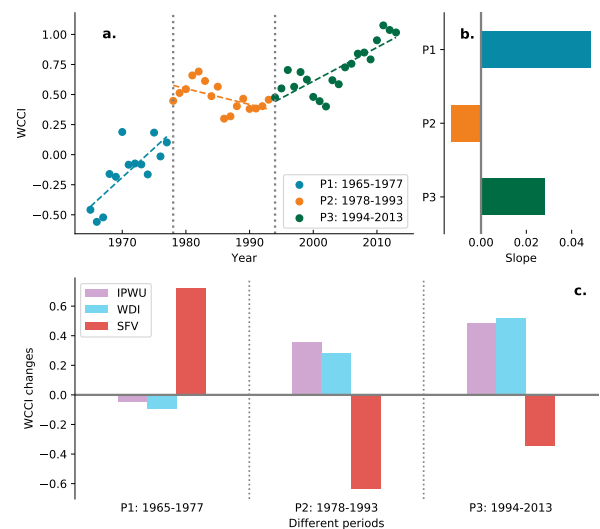 a.
WCCI
1.00
0.75
0.50
0.25
0.00
−0.25
−0.50
1970
1980
1990
2000
2010
Year
P1: 1965-1977
P2: 1978-1993
P3: 1994-2013
b.
P1
P2
P3
0.00
0.02
0.04
Slope
c.
IPWU
WDI
SFV
WCCI changes
0.6
0.4
0.2
0.0
−0.2
−0.4
−0.6
P1: 1965-1977
P2: 1978-1993
P3: 1994-2013
Different periods